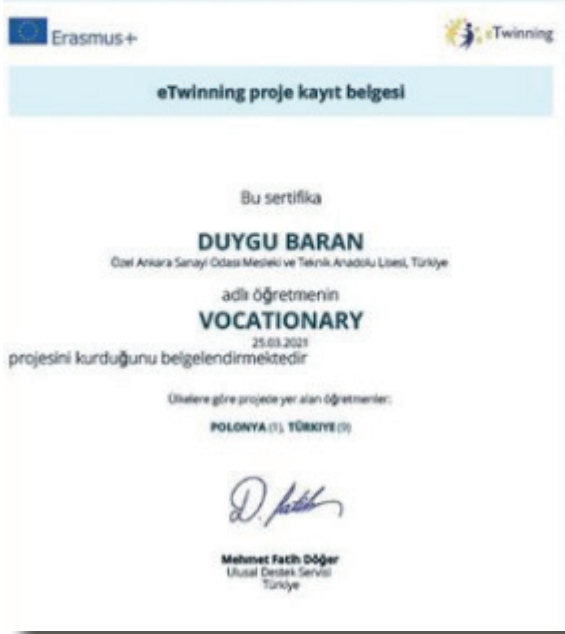 Erasmus+
eTwinning
eTwinning proje kayıt belgesi
Bu sertifika
DUYGU BARAN
Özel Ankara Sanayi Odası Mesleki ve Teknik Anadolu Lisesi, Türkiye
adlı öğretmenin
VOCATIONARY
25.03.2021
projesini kurduğunu belgelendirmektedir
Ülkelere göre projede yer alan öğretmenler:
POLONYA (1), TÜRKIYE (9)
D. Fatih
Mehmet Fatih Döğer
Ulusal Destek Servisi
Türkiye